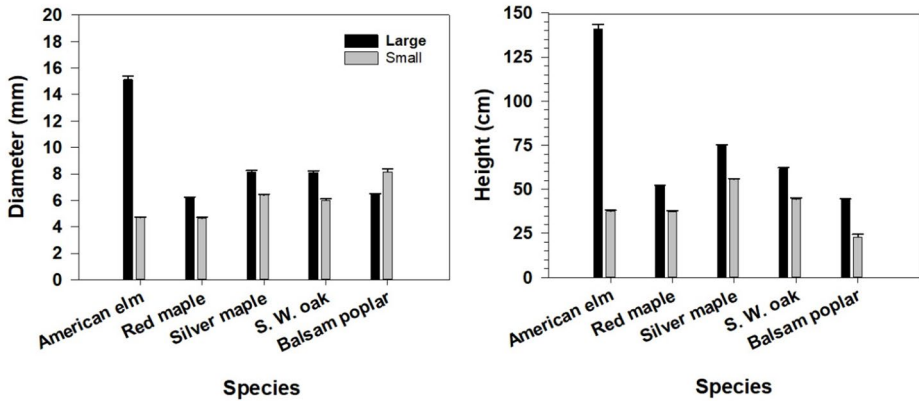 20
18
16
14
12
10
8
6
4
2
0
Diameter (mm)
Large
Small
American elm
Red maple
Silver maple
S. W. oak
Balsam poplar
Species
150
125
100
75
50
25
0
Height (cm)
American elm
Red maple
Silver maple
S. W. oak
Balsam poplar
Species